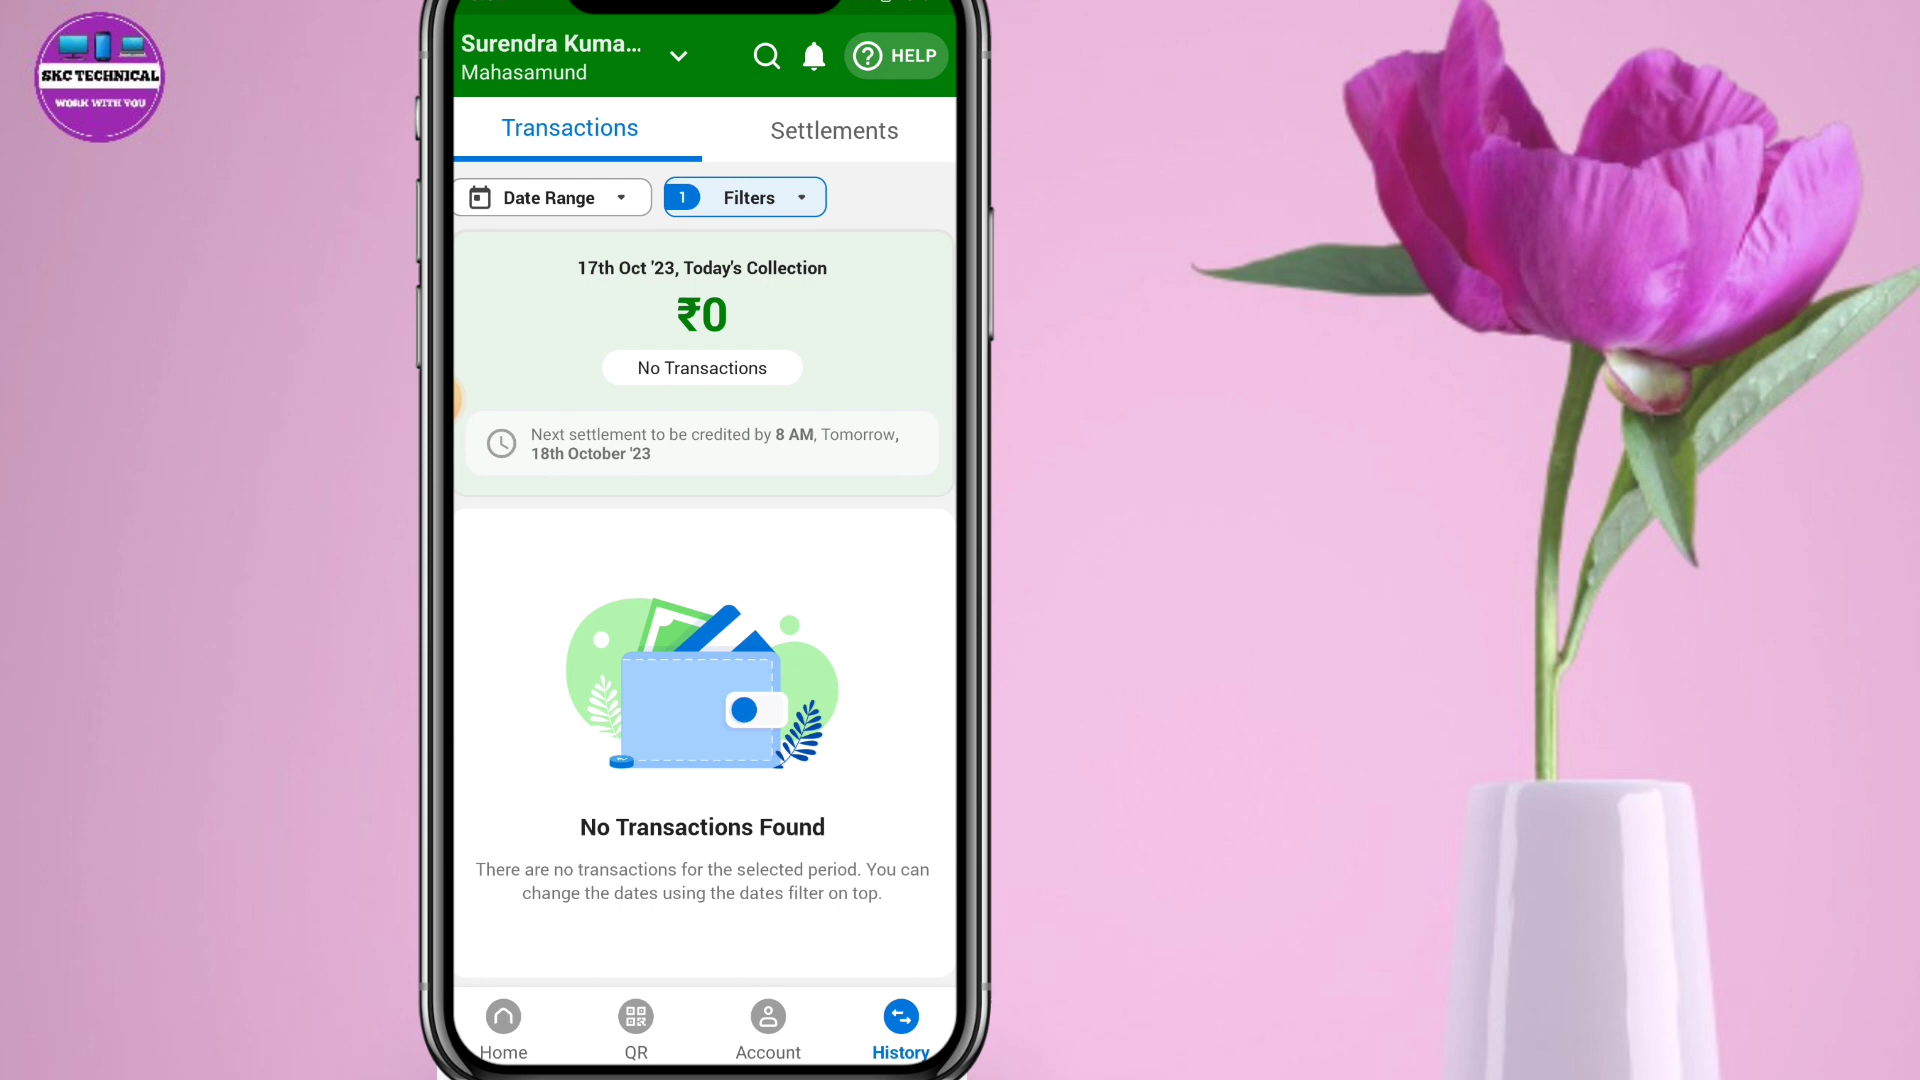 SKC TECHNICAL
WORK WITH YOU
Surendra Kuma...
Mahasamund
HELP
Transactions
Settlements
Date Range
1
Filters
17th Oct '23, Today's Collection
₹0
No Transactions
Next settlement to be credited by 8 AM, Tomorrow,
18th October '23
No Transactions Found
There are no transactions for the selected period. You can
change the dates using the dates filter on top.
Home
QR
Account
History